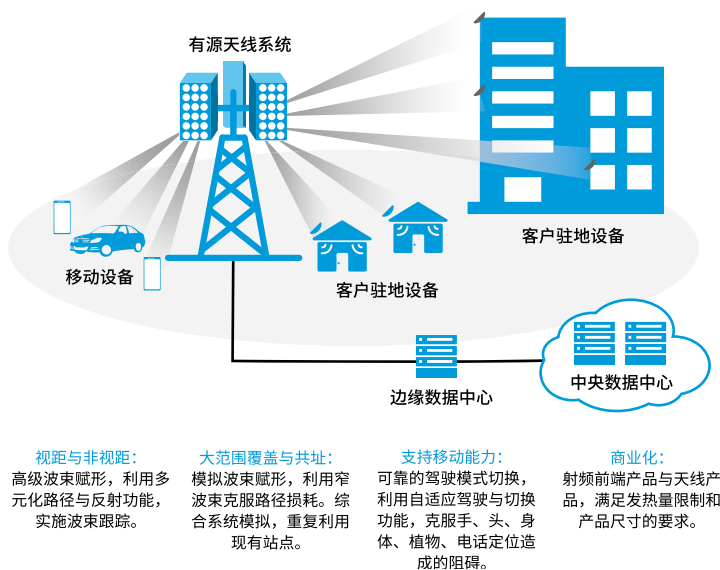 有源天线系统
客户驻地设备
移动设备
客户驻地设备
边缘数据中心
中央数据中心
视距与非视距：
高级波束赋形，利用多
元化路径与反射功能，
实施波束跟踪。
大范围覆盖与共址：
模拟波束赋形，利用窄
波束克服路径损耗。综
合系统模拟，重复利用
现有站点。
支持移动能力：
可靠的驾驶模式切换，
利用自适应驾驶与切换
功能，克服手、头、身
体、植物、电话定位造
成的阻碍。
商业化：
射频前端产品与天线产
品，满足发热量限制和
产品尺寸的要求。